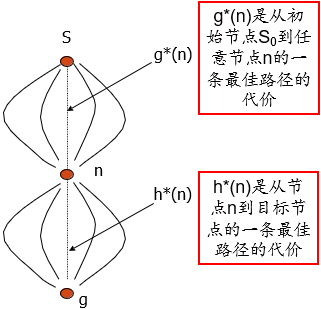 S
g*(n)
g*(n)是从初
始节点S₀到任
意节点n的一
条最佳路径的
代价
n
h*(n)
h*(n)是从节
点n到目标节
点的一条最佳
路径的代价
g